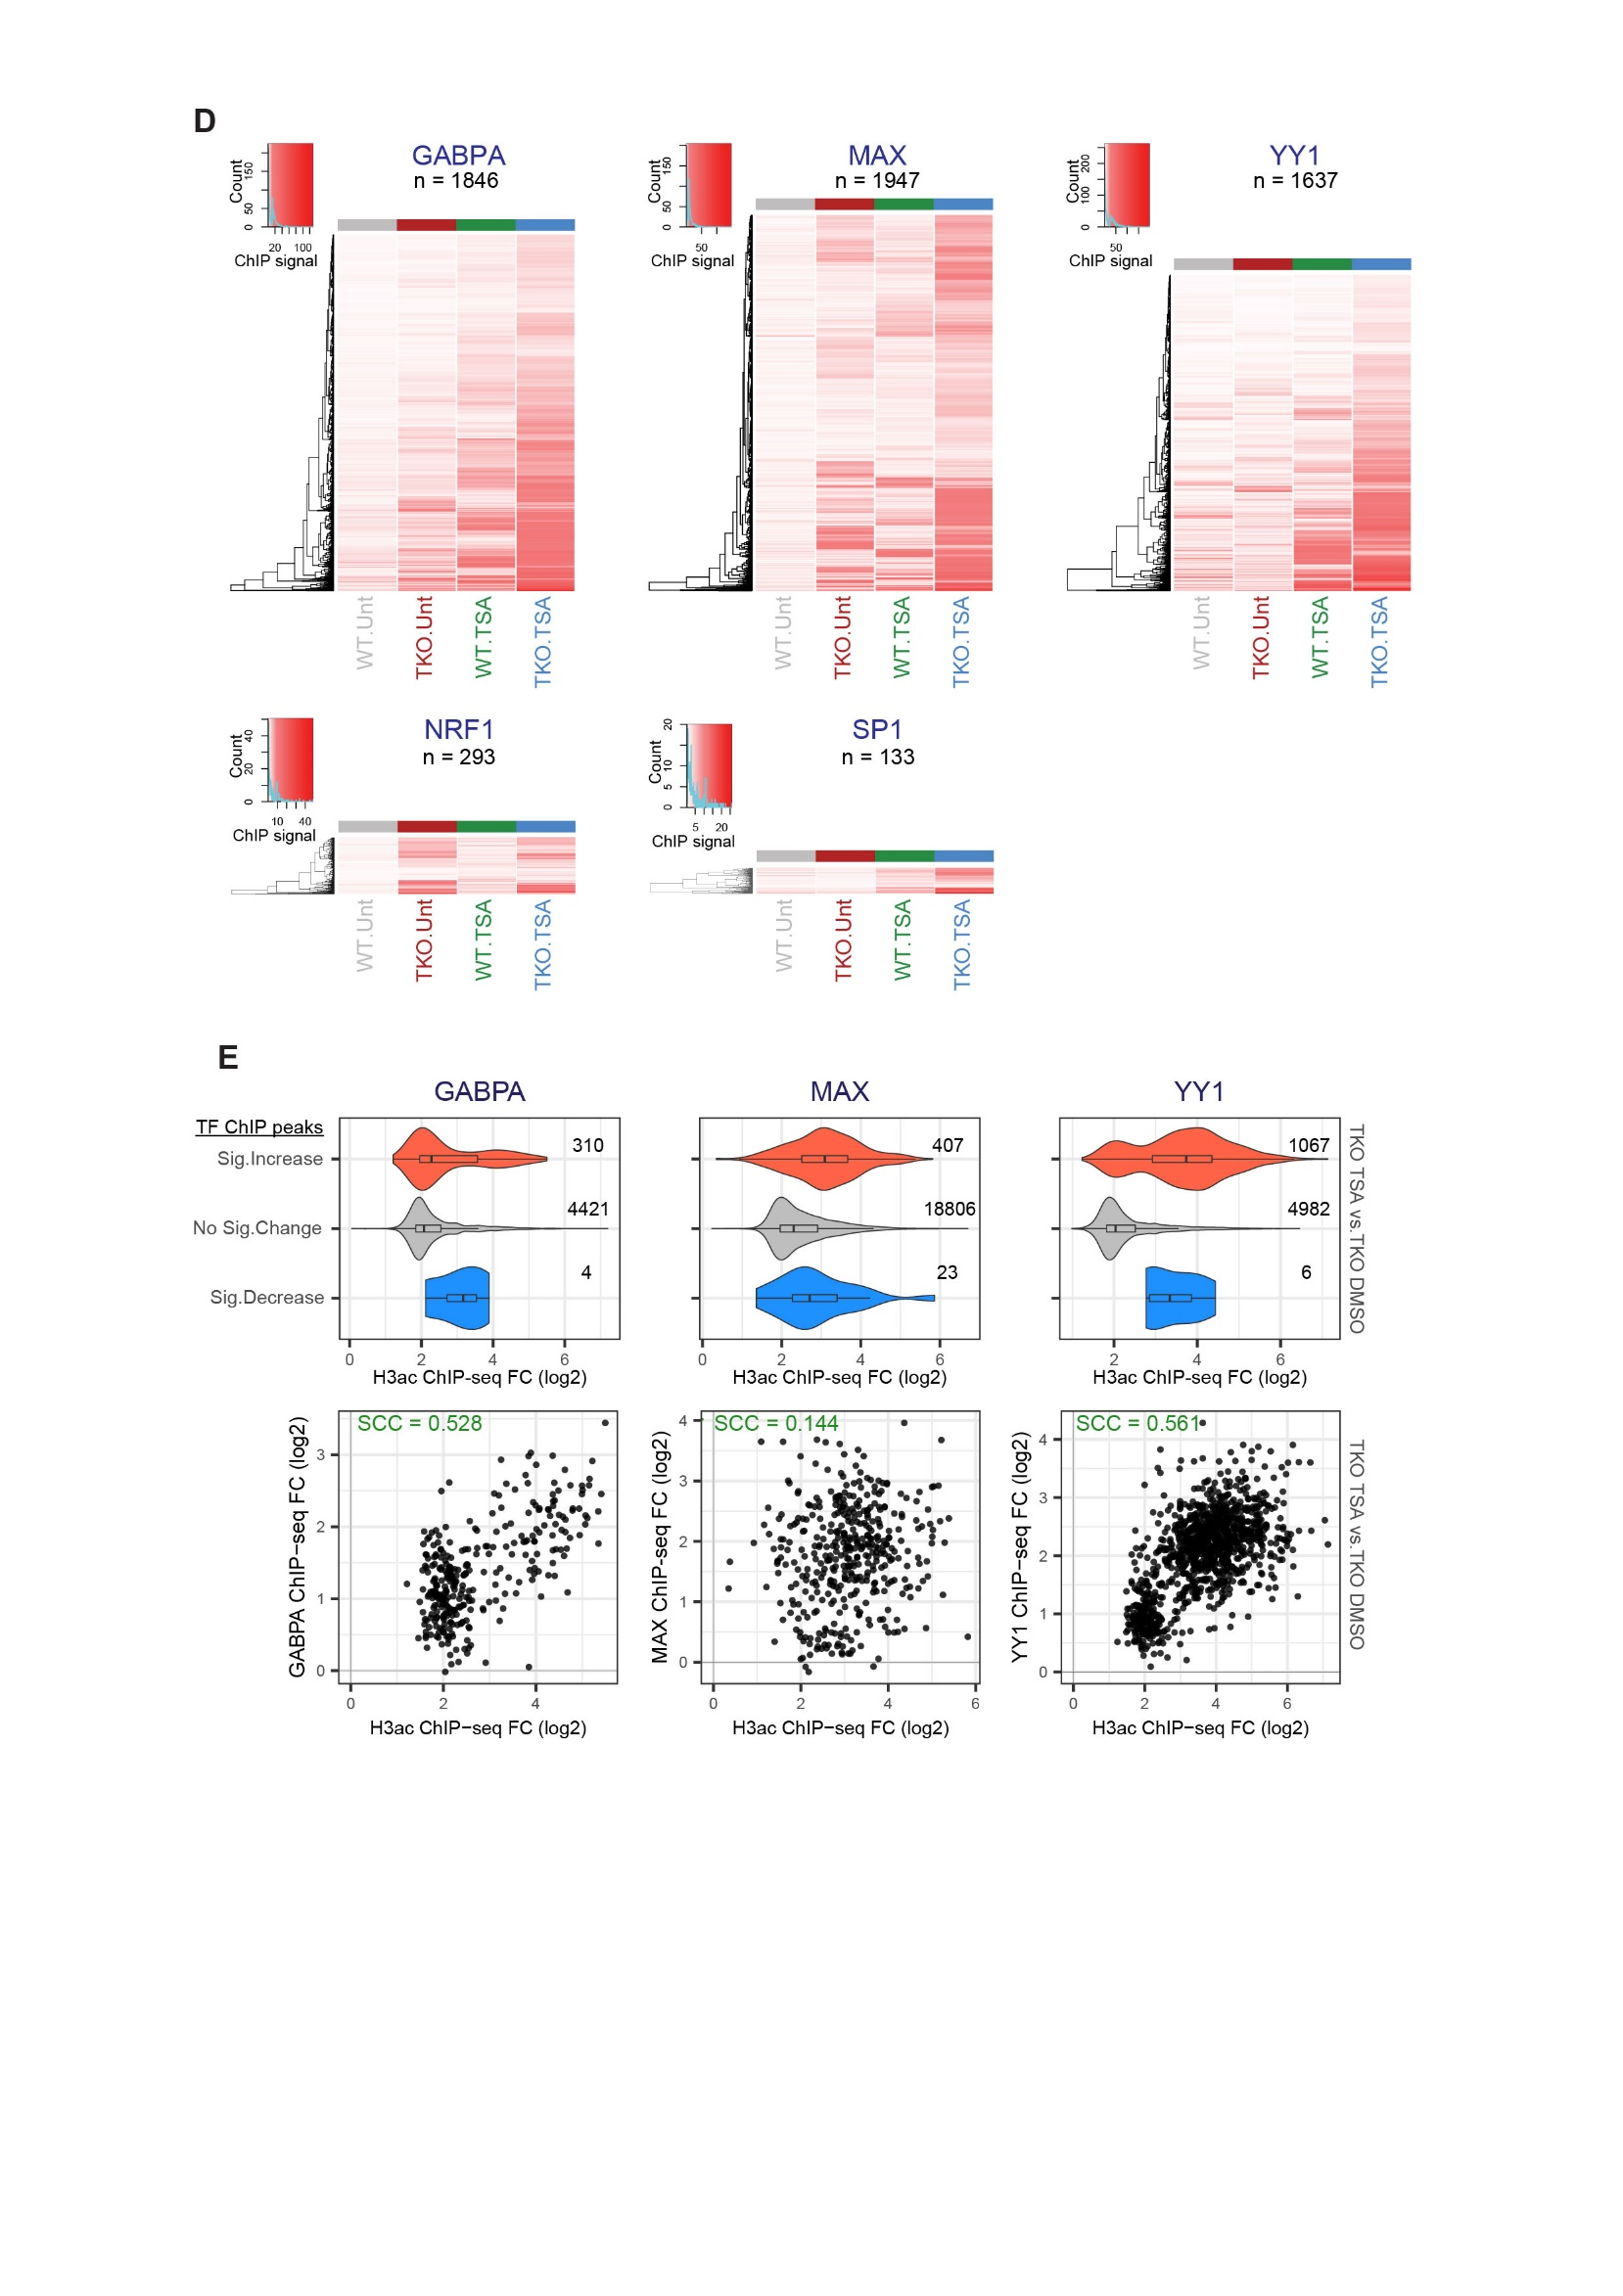 D
GABPA
n = 1846
Count
0 50 150
20 100
ChIP signal
WT.Unt
TKO.Unt
WT.TSA
TKO.TSA
MAX
n = 1947
Count
0 50 150
50
ChIP signal
WT.Unt
TKO.Unt
WT.TSA
TKO.TSA
YY1
n = 1637
Count
0 100 200
50
ChIP signal
WT.Unt
TKO.Unt
WT.TSA
TKO.TSA
NRF1
n = 293
Count
0 20 40
10 40
ChIP signal
WT.Unt
TKO.Unt
WT.TSA
TKO.TSA
SP1
n = 133
Count
0 5 10 20
5 20
ChIP signal
WT.Unt
TKO.Unt
WT.TSA
TKO.TSA
E
GABPA
MAX
YY1
TF ChIP peaks
Sig.Increase
No Sig.Change
Sig.Decrease
310
4421
4
0 2 4 6
H3ac ChIP-seq FC (log2)
407
18806
23
0 2 4 6
H3ac ChIP-seq FC (log2)
1067
4982
6
2 4 6
H3ac ChIP-seq FC (log2)
TKO TSA vs.TKO DMSO
SCC = 0.528
GABPA ChIP−seq FC (log2)
3
2
1
0
0 2 4
H3ac ChIP−seq FC (log2)
SCC = 0.144
MAX ChIP-seq FC (log2)
4
3
2
1
0
0 2 4 6
H3ac ChIP−seq FC (log2)
SCC = 0.561
YY1 ChIP−seq FC (log2)
4
3
2
1
0
0 2 4 6
H3ac ChIP−seq FC (log2)
TKO TSA vs.TKO DMSO